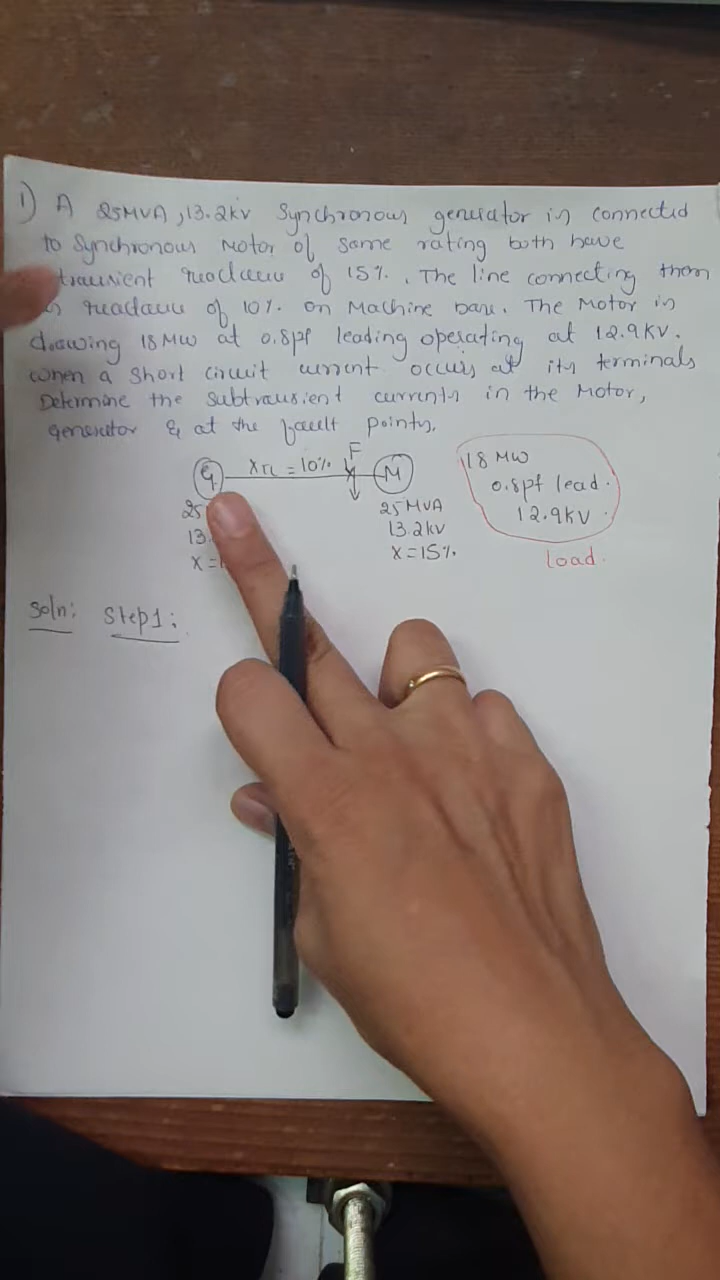 1) A 25MVA, 13.2kv Synchronous generator is connected
to Synchronous Motor of same rating both have
transient reactance of 15%. The line connecting them
reactance of 10% on Machine base. The Motor is
drawing 18MW at 0.8pf leading operating at 12.9KV.
when a short circuit current occurs at its terminals
Determine the subtransient currents in the Motor,
generator & at the fault points.
G XTL = 10% F M
18 MW
0.8pf lead.
12.9KV.
load.
25
13.
X =
25MVA
13.2kV
X = 15%.
Soln: Step1: